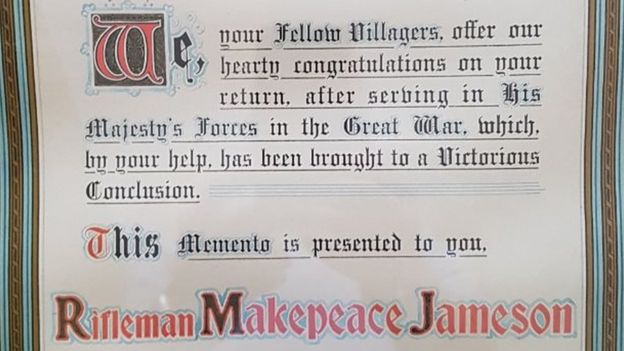 We, your Fellow Villagers, offer our
hearty congratulations on your
return, after serving in His
Majesty's Forces in the Great War, which,
by your help, has been brought to a Victorious
Conclusion.
This Memento is presented to you,
Rifleman Makepeace Jameson